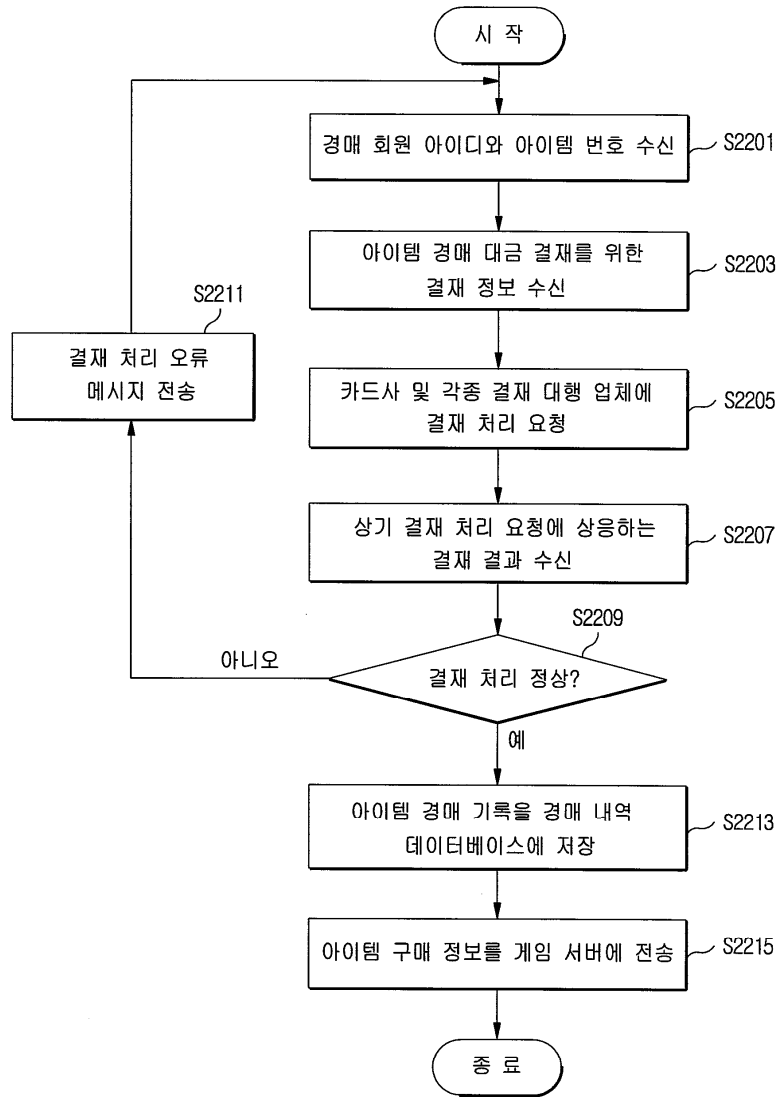 시 작
경매 회원 아이디와 아이템 번호 수신
S2201
아이템 경매 대금 결재를 위한
결재 정보 수신
S2203
S2211
결재 처리 오류
메시지 전송
카드사 및 각종 결재 대행 업체에
결재 처리 요청
S2205
상기 결재 처리 요청에 상응하는
결재 결과 수신
S2207
S2209
아니오
결재 처리 정상?
예
아이템 경매 기록을 경매 내역
데이터베이스에 저장
S2213
아이템 구매 정보를 게임 서버에 전송
S2215
종 료